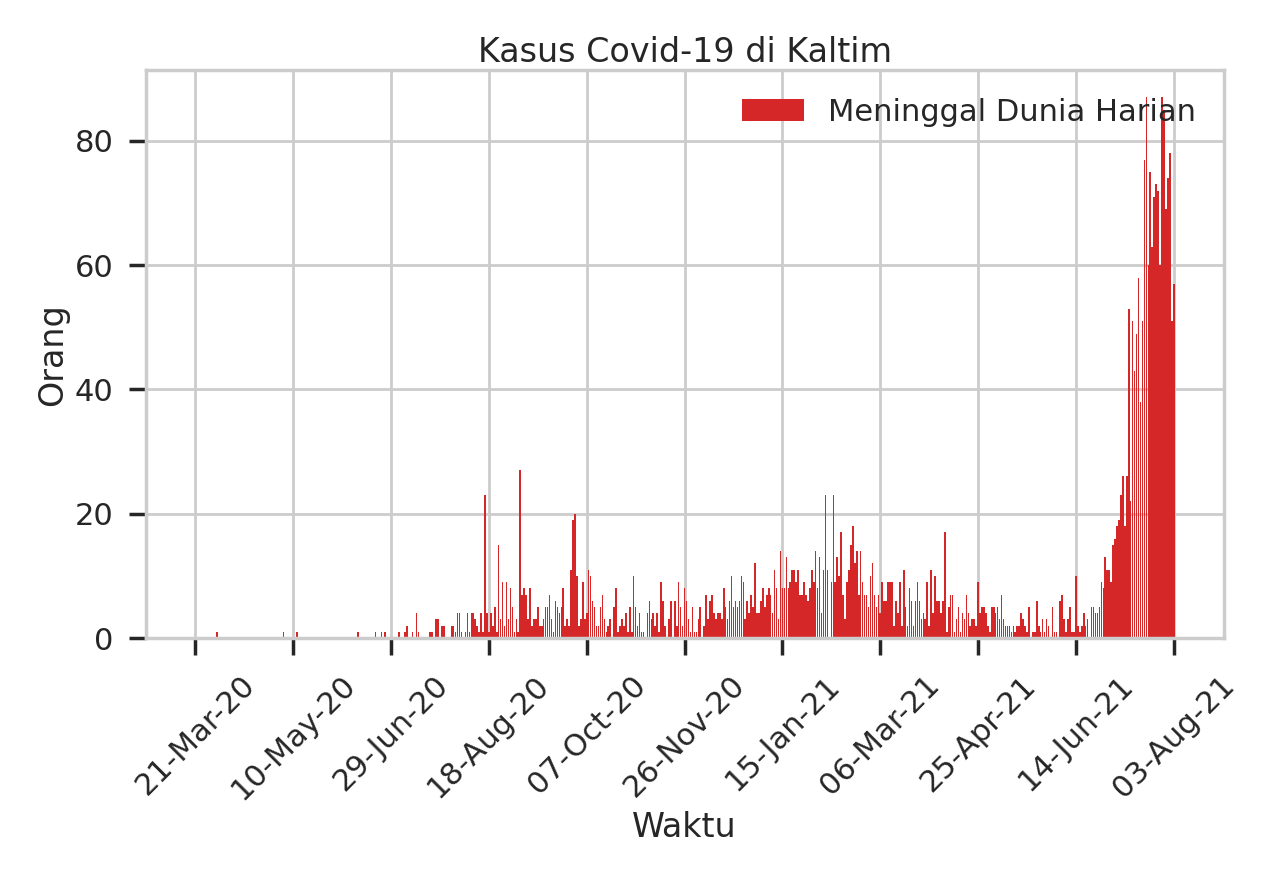 Kasus Covid-19 di Kaltim
Meninggal Dunia Harian
80
60
40
20
0
Orang
21-Mar-20
10-May-20
29-Jun-20
18-Aug-20
07-Oct-20
26-Nov-20
15-Jan-21
06-Mar-21
25-Apr-21
14-Jun-21
03-Aug-21
Waktu